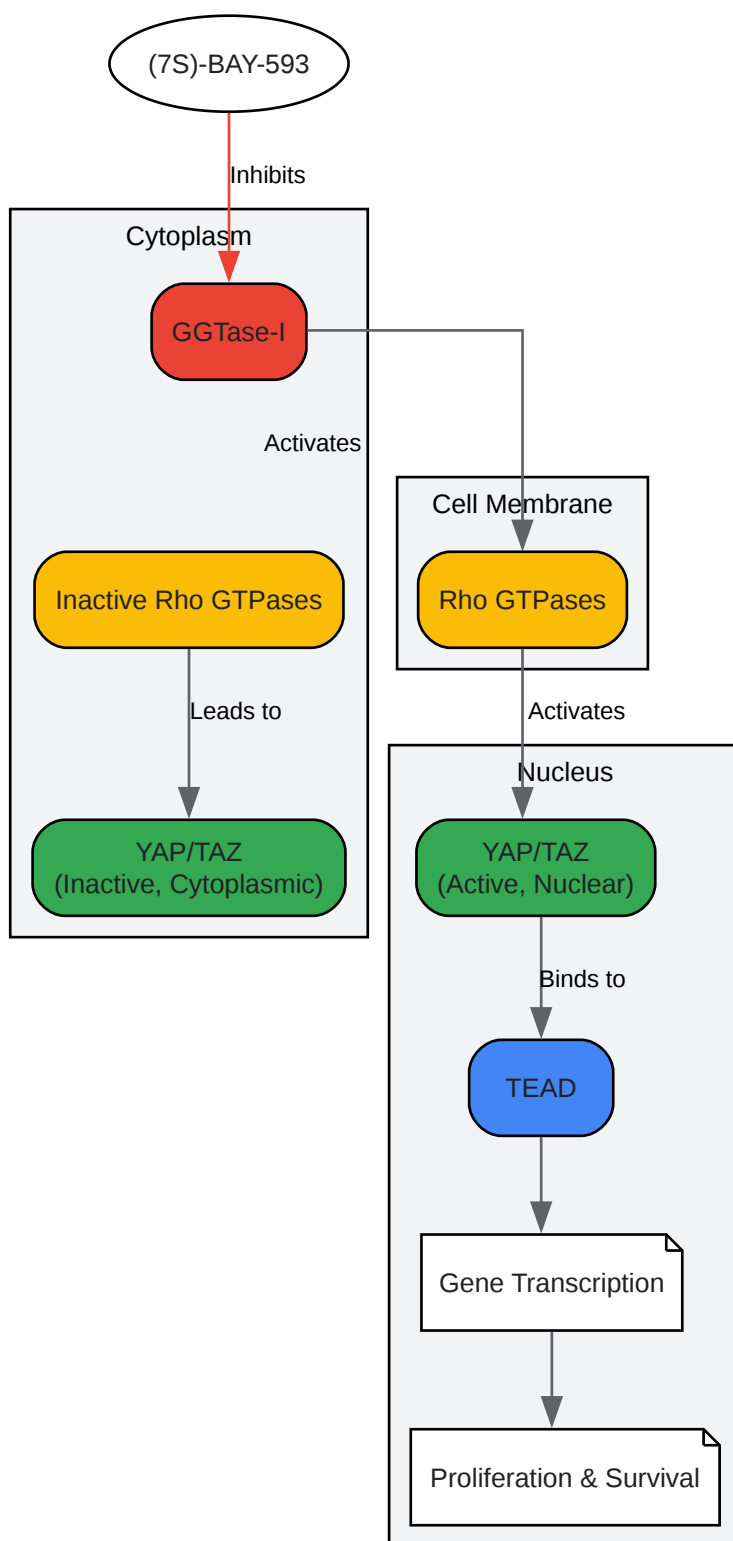 (7S)-BAY-593
Inhibits
Cytoplasm
GGTase-I
Activates
Cell Membrane
Inactive Rho GTPases
Rho GTPases
Leads to
Activates
Nucleus
YAP/TAZ
(Inactive, Cytoplasmic)
YAP/TAZ
(Active, Nuclear)
Binds to
TEAD
Gene Transcription
Proliferation & Survival